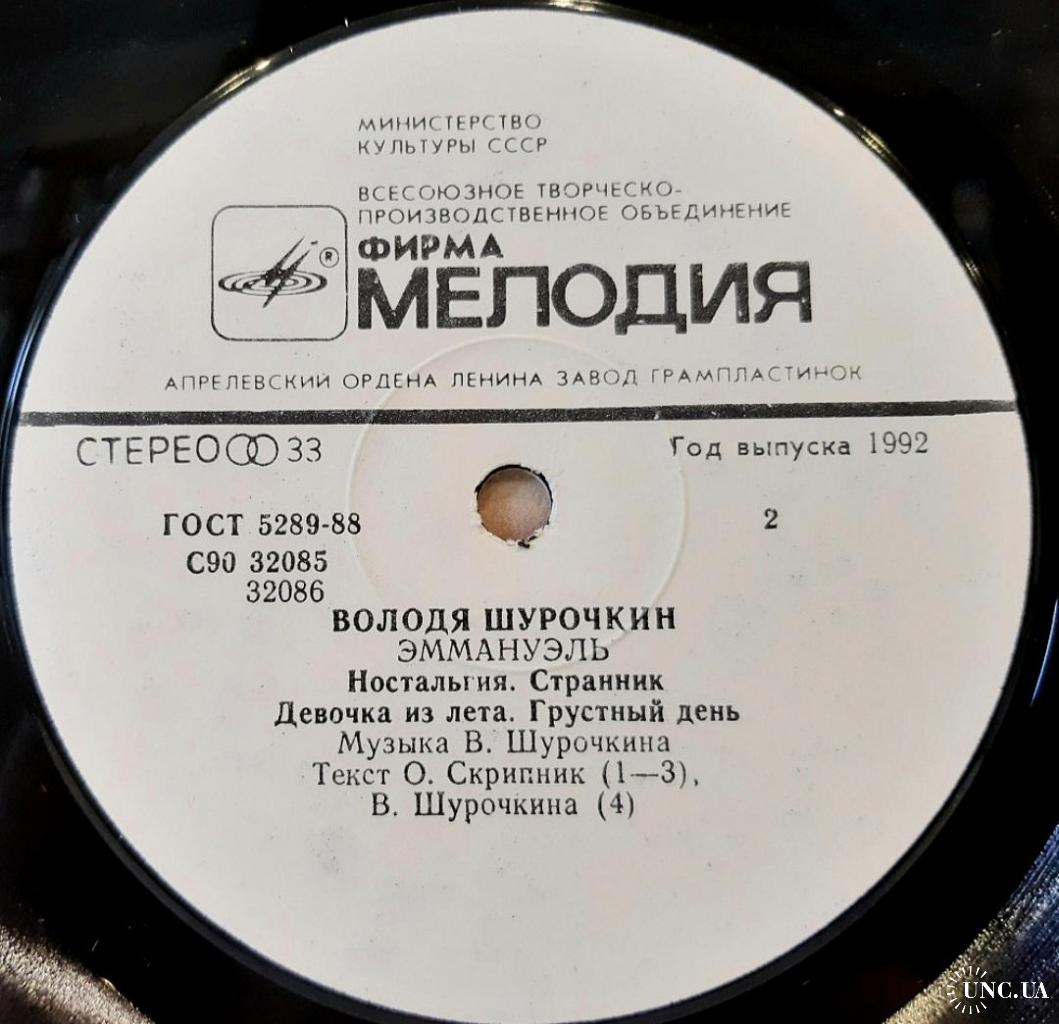 МИНИСТЕРСТВО
КУЛЬТУРЫ СССР
ВСЕСОЮЗНОЕ ТВОРЧЕСКО-
ПРОИЗВОДСТВЕННОЕ ОБЪЕДИНЕНИЕ
ФИРМА
МЕЛОДИЯ
®
АПРЕЛЕВСКИЙ ОРДЕНА ЛЕНИНА ЗАВОД ГРАМПЛАСТИНОК
СТЕРЕО 33
Год выпуска 1992
ГОСТ 5289-88
2
С90 32085
32086
ВОЛОДЯ ШУРОЧКИН
ЭММАНУЭЛЬ
Ностальгия. Странник
Девочка из лета. Грустный день
Музыка В. Шурочкина
Текст О. Скрипник (1—3),
В. Шурочкина (4)
UNC.UA